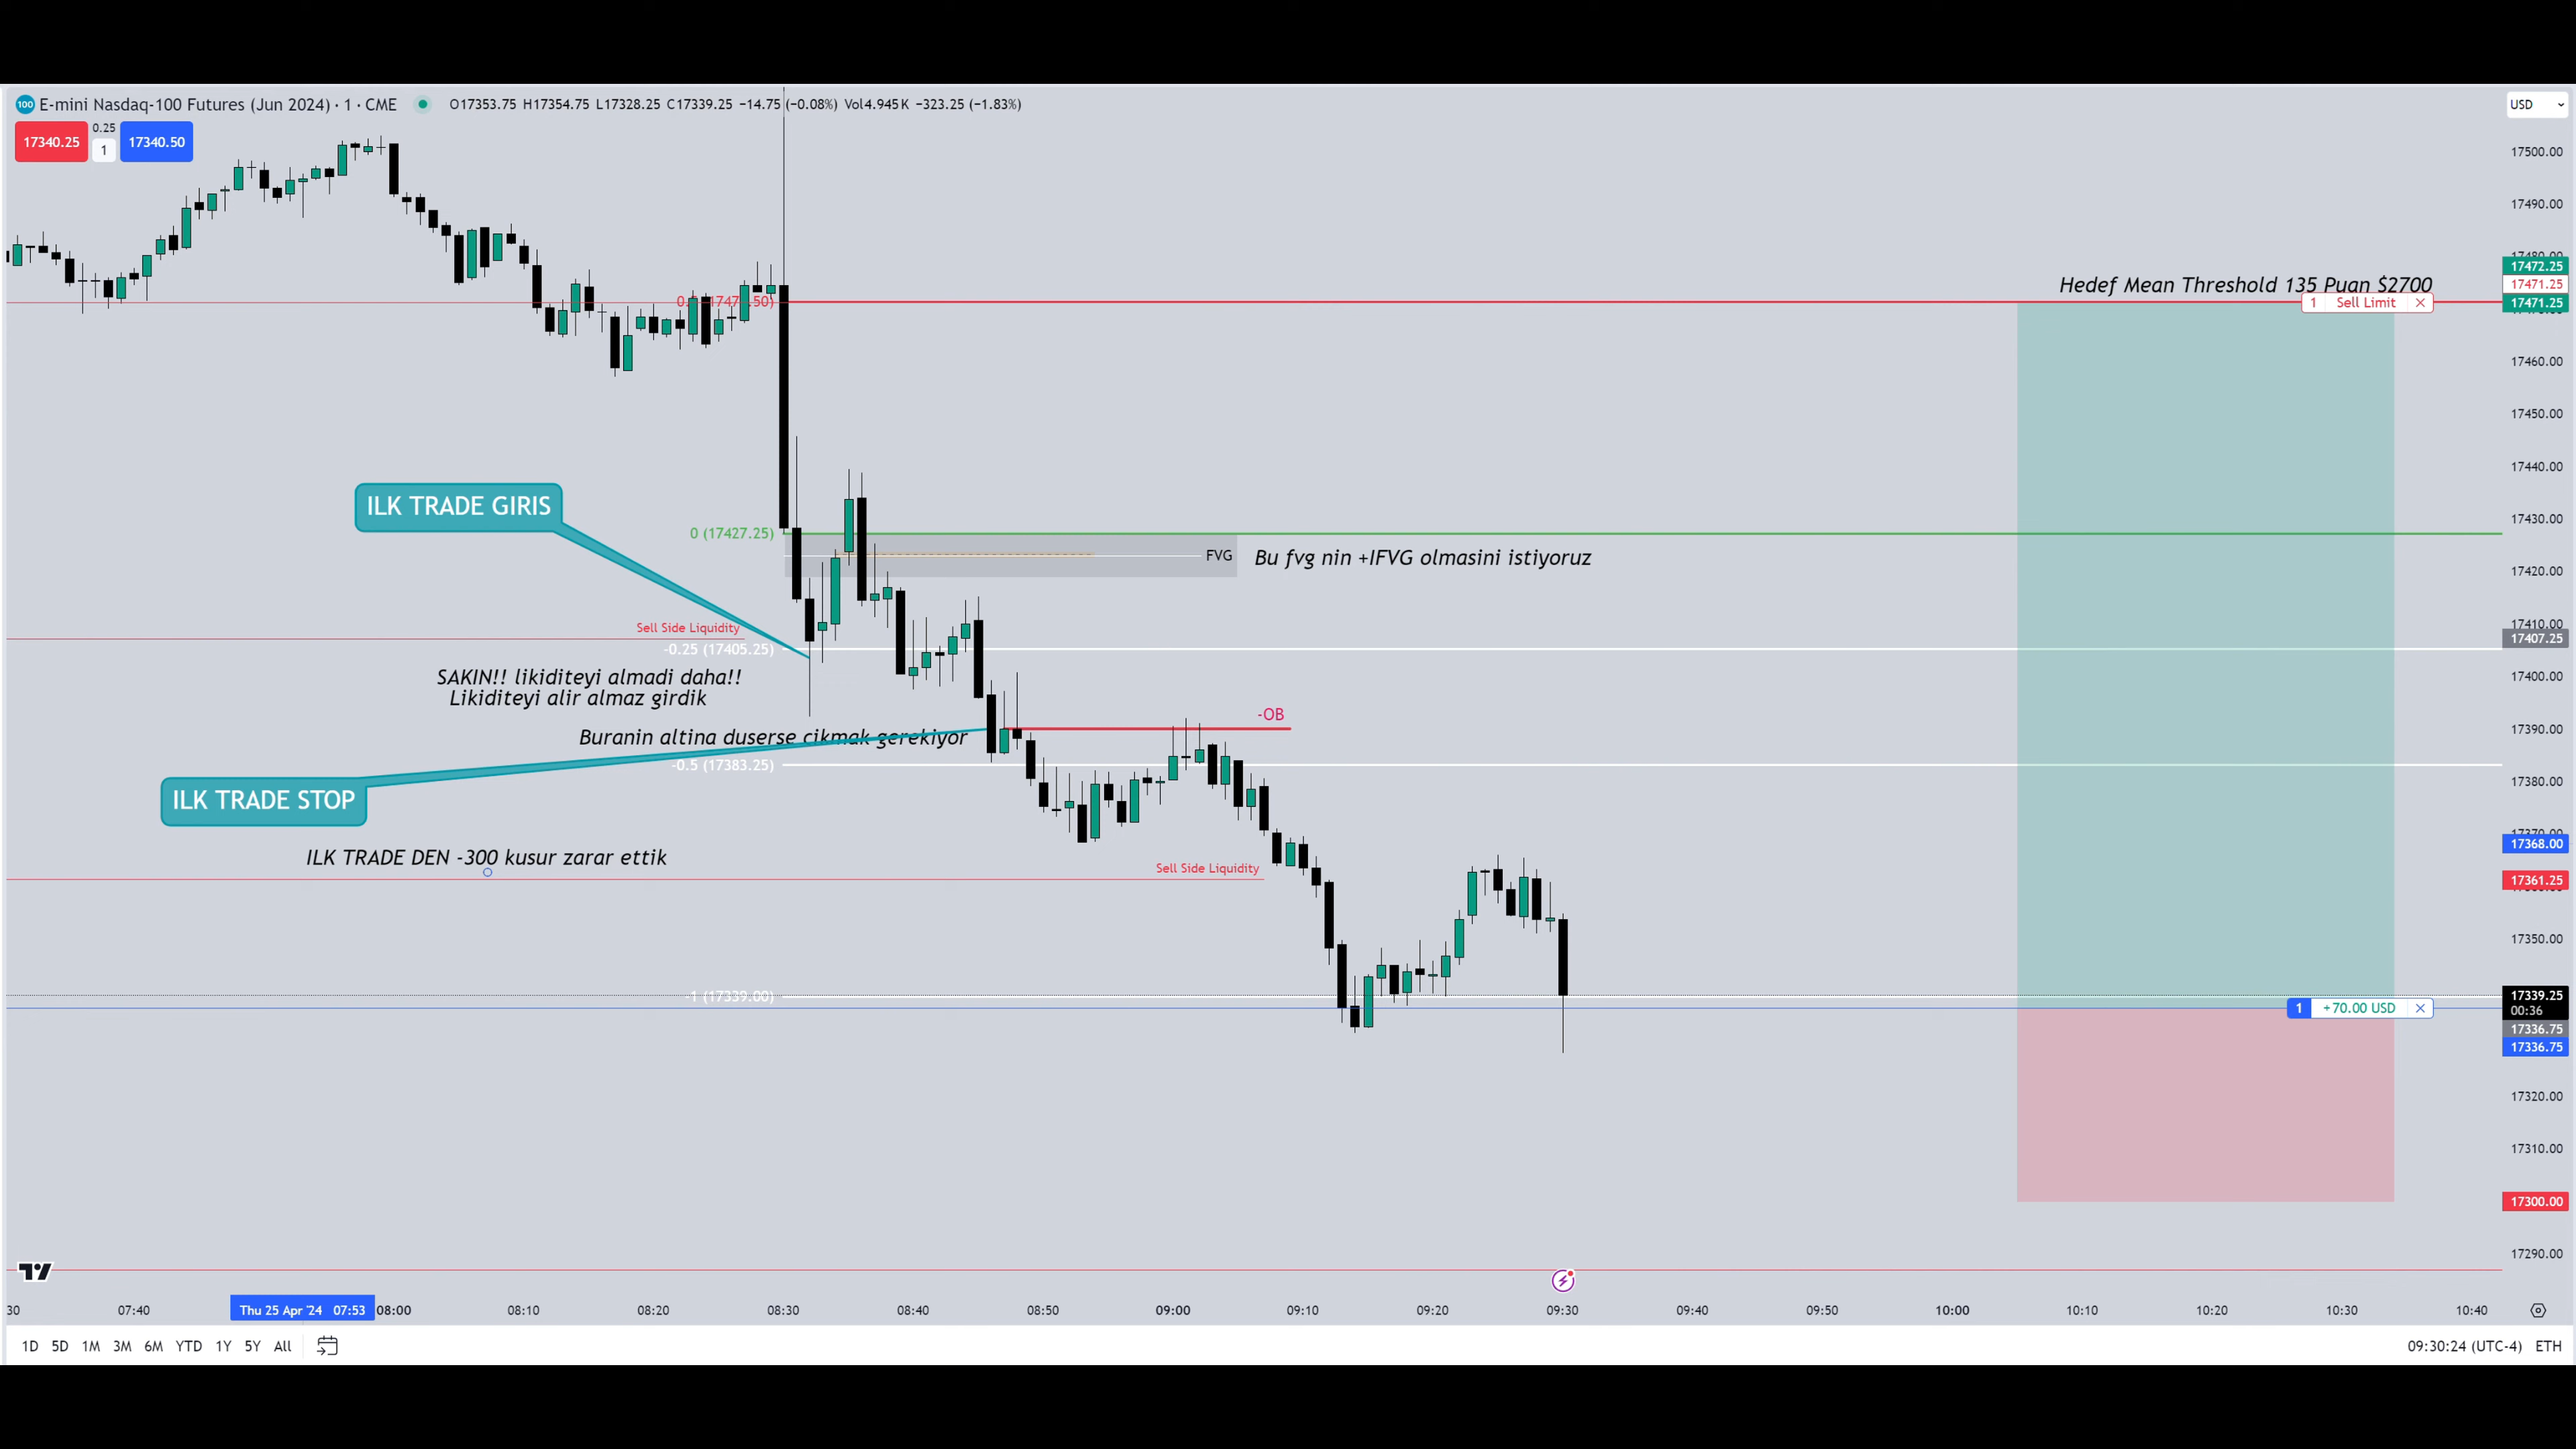 100 E-mini Nasdaq-100 Futures (Jun 2024) · 1 · CME O17353.75 H17354.75 L17328.25 C17339.25 −14.75 (−0.08%) Vol4.945K −323.25 (−1.83%)
USD
17340.25 0.25 1 17340.50
17500.00
17490.00
17472.25
Hedef Mean Threshold 135 Puan $2700
17471.25
1 Sell Limit
17471.25
17460.00
17450.00
17440.00
ILK TRADE GIRIS
17430.00
0 (17427.25)
FVG
Bu fvg nin +IFVG olmasini istiyoruz
17420.00
17410.00
Sell Side Liquidity
17407.25
-0.25 (17405.25)
SAKIN!! likiditeyi almadi daha!!
Likiditeyi alir almaz girdik
17400.00
-OB
17390.00
Buranin altina duserse cikmak gerekiyor
-0.5 (17383.25)
17380.00
ILK TRADE STOP
17368.00
ILK TRADE DEN -300 kusur zarar ettik
Sell Side Liquidity
17361.25
17350.00
-1 (17339.00)
17339.25
00:36
1 +70.00 USD
17336.75
17336.75
17320.00
17310.00
17300.00
17290.00
30 07:40 Thu 25 Apr '24 07:53 08:00 08:10 08:20 08:30 08:40 08:50 09:00 09:10 09:20 09:30 09:40 09:50 10:00 10:10 10:20 10:30 10:40
1D 5D 1M 3M 6M YTD 1Y 5Y All
09:30:24 (UTC-4) ETH